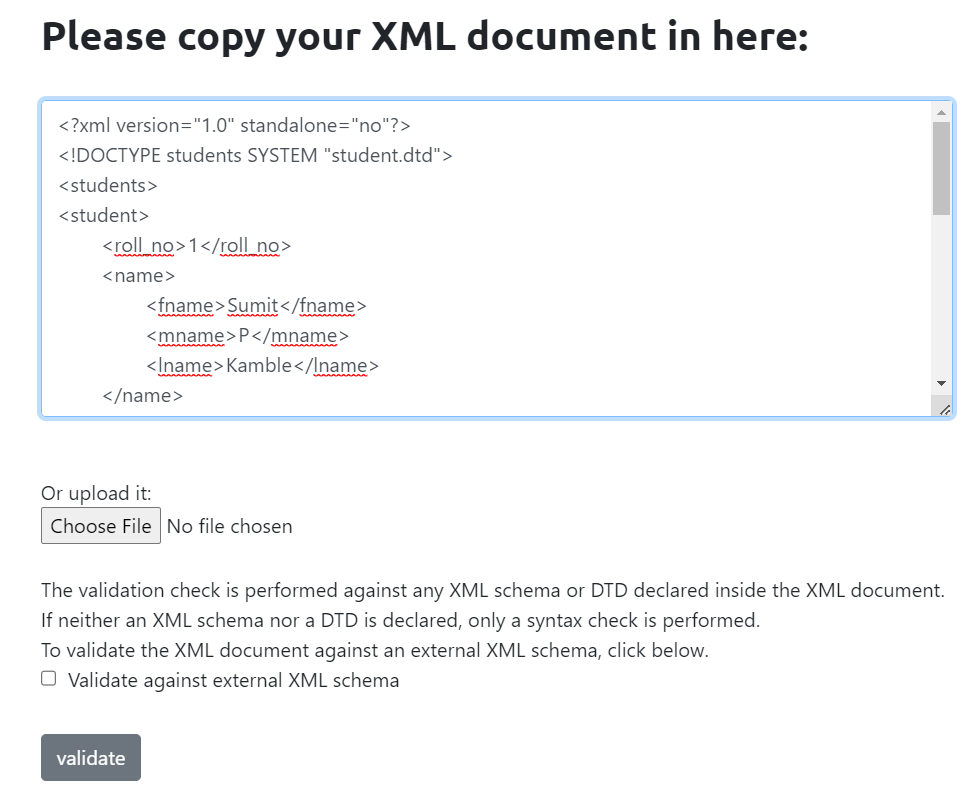 Please copy your XML document in here:
<?xml version="1.0" standalone="no"?>
<!DOCTYPE students SYSTEM "student.dtd">
<students>
<student>
<roll_no>1</roll_no>
<name>
<fname>Sumit</fname>
<mname>P</mname>
<lname>Kamble</lname>
</name>
Or upload it:
Choose File No file chosen
The validation check is performed against any XML schema or DTD declared inside the XML document.
If neither an XML schema nor a DTD is declared, only a syntax check is performed.
To validate the XML document against an external XML schema, click below.
Validate against external XML schema
validate